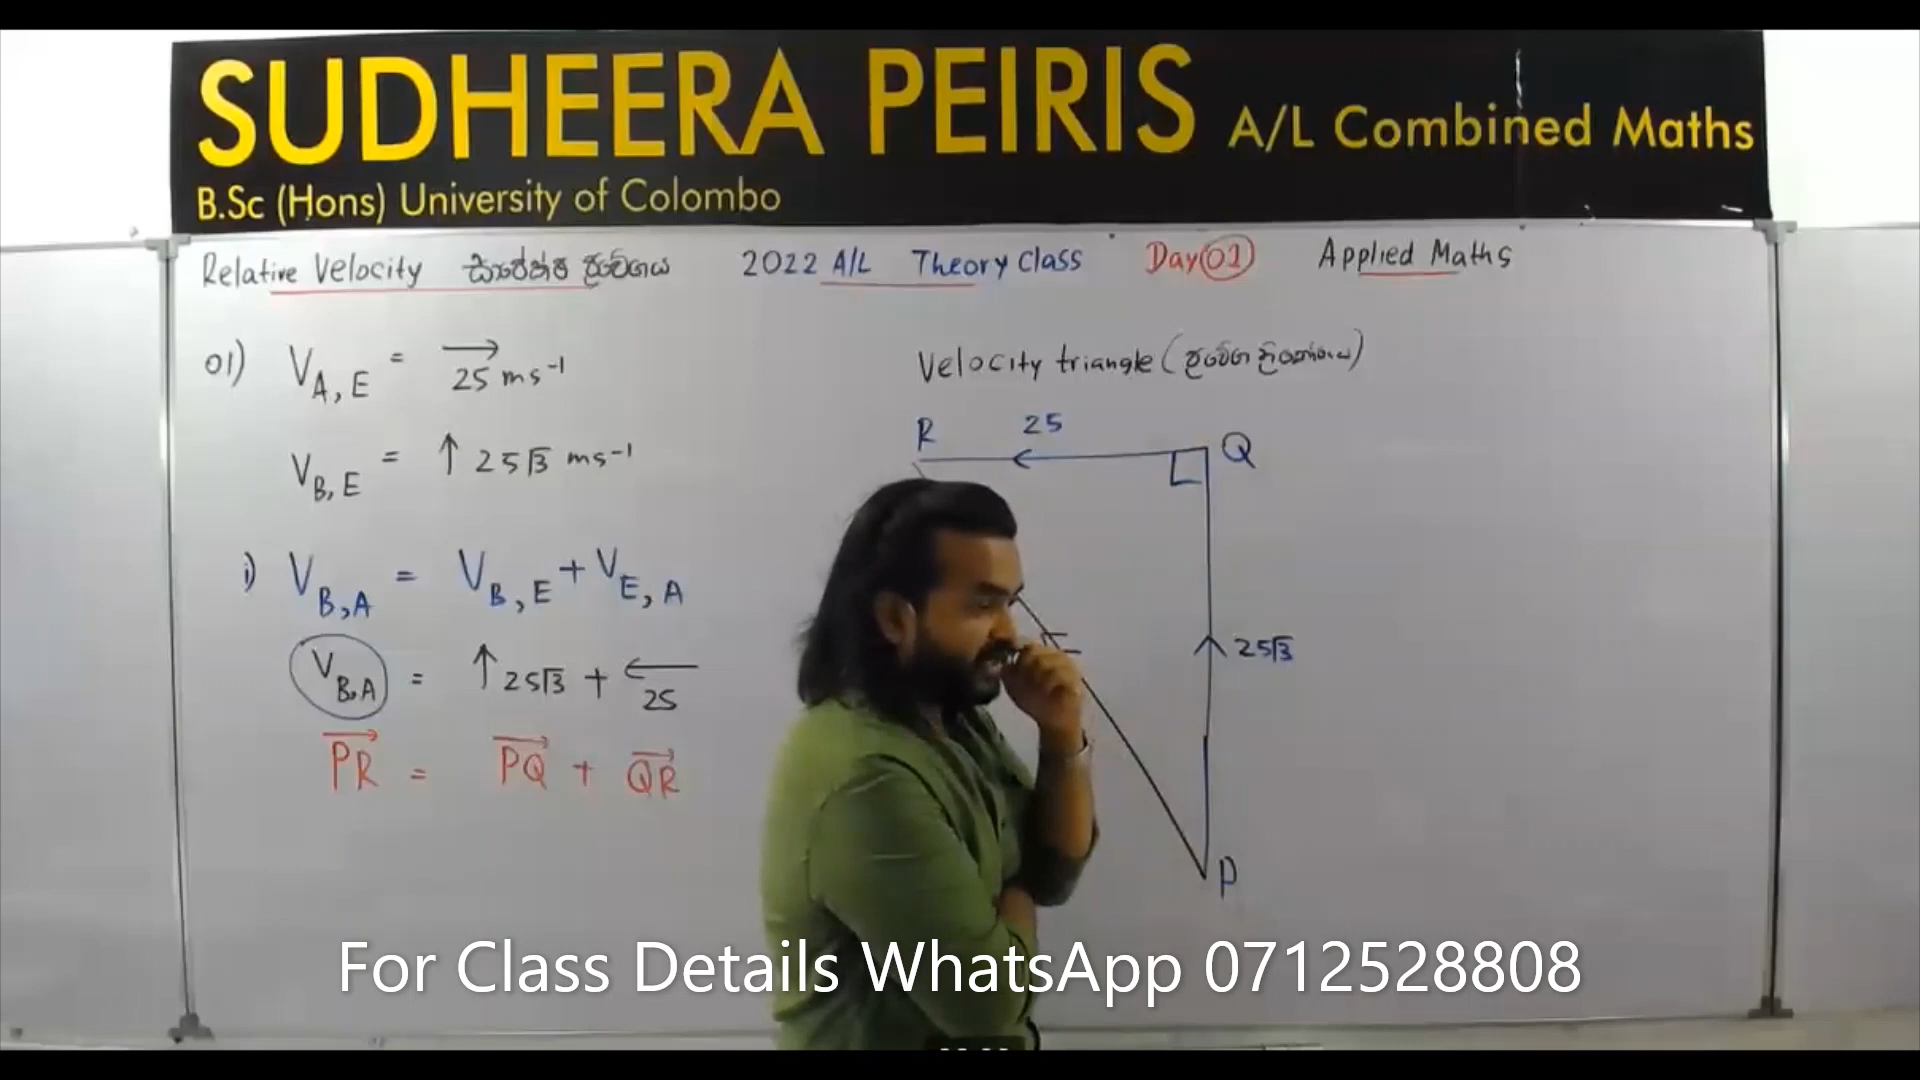 SUDHEERA PEIRIS A/L Combined Maths
B.Sc (Hons) University of Colombo
Relative Velocity සාපේක්ෂ ප්‍රවේගය 2022 A/L Theory Class Day 01 Applied Maths
01) V_A,E = → 25 ms⁻¹
V_B,E = ↑ 25√3 ms⁻¹
i) V_B,A = V_B,E + V_E,A
V_B,A = ↑ 25√3 + ← 25
PR = PQ + QR
Velocity triangle (ප්‍රවේග ත්‍රිකෝණය)
R 25 Q
25√3
P
For Class Details WhatsApp 0712528808